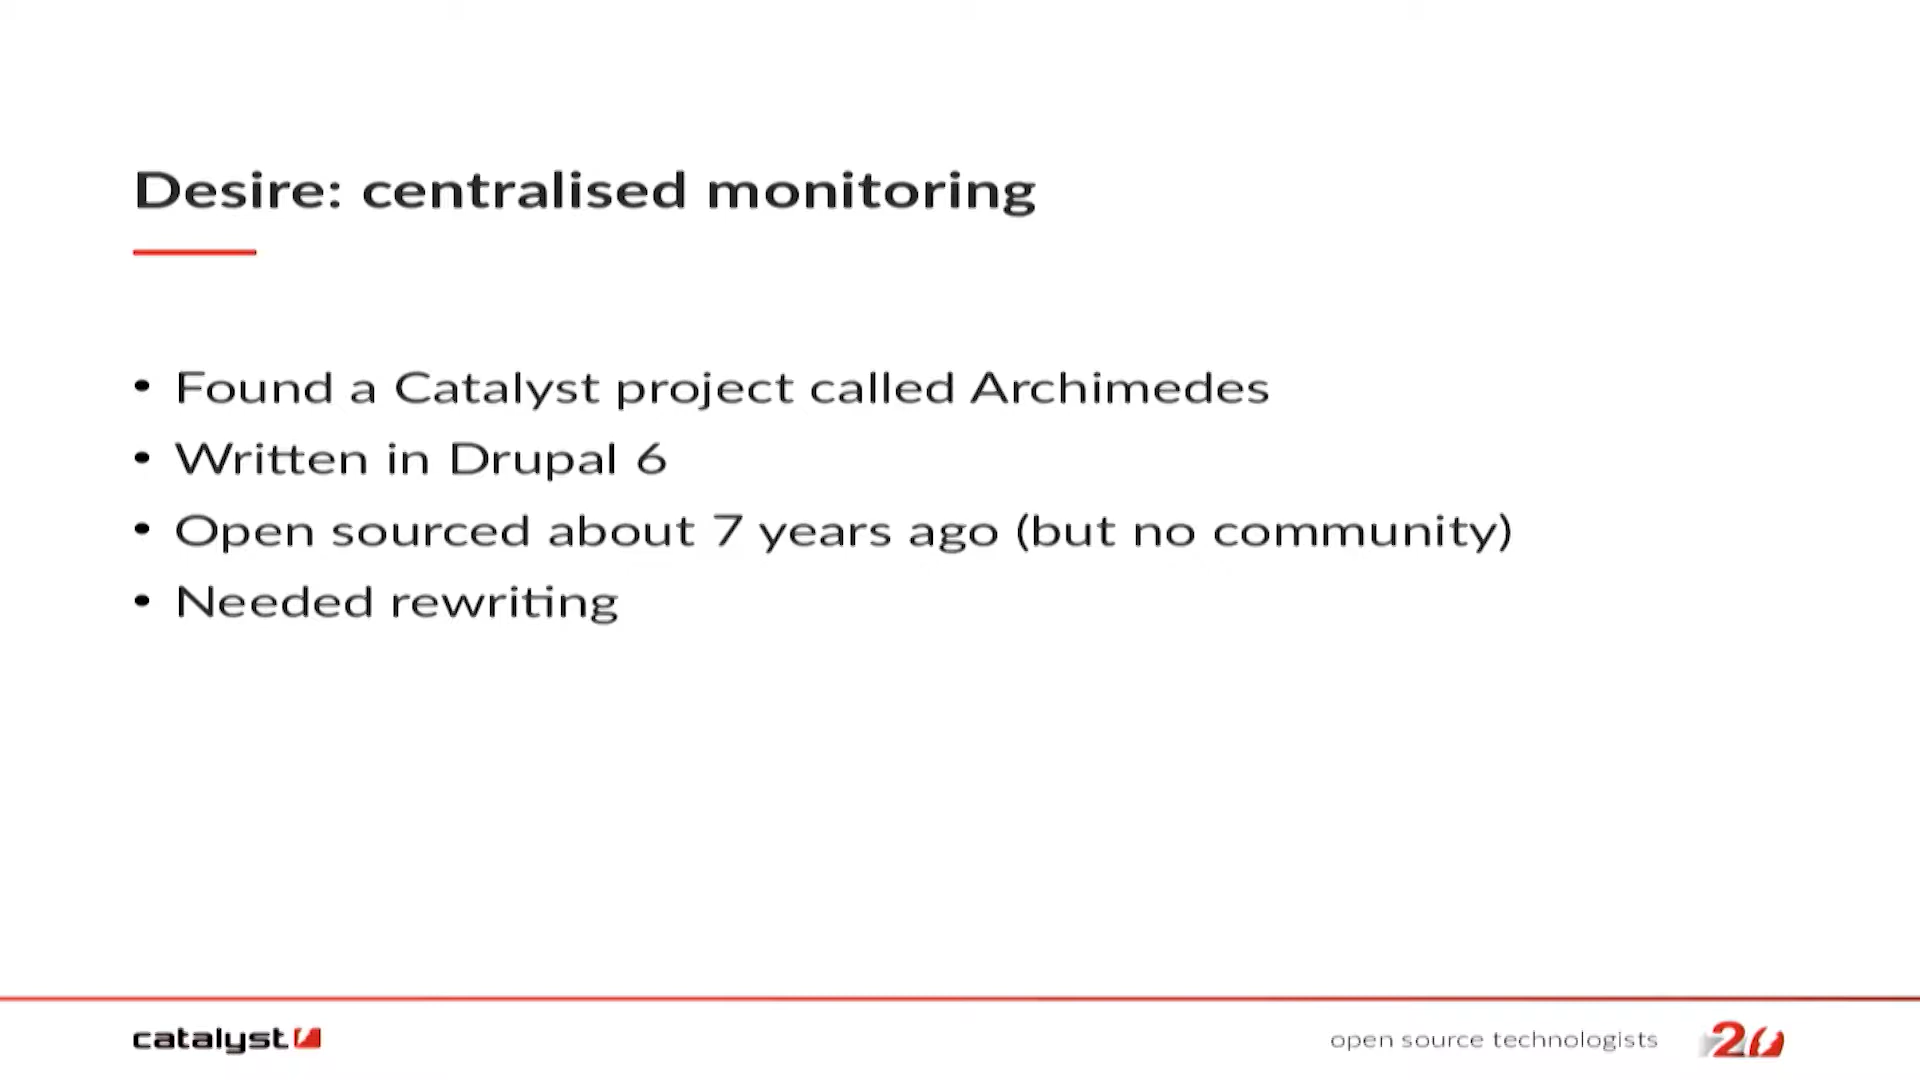 Desire: centralised monitoring
• Found a Catalyst project called Archimedes
• Written in Drupal 6
• Open sourced about 7 years ago (but no community)
• Needed rewriting
catalyst
open source technologists
20